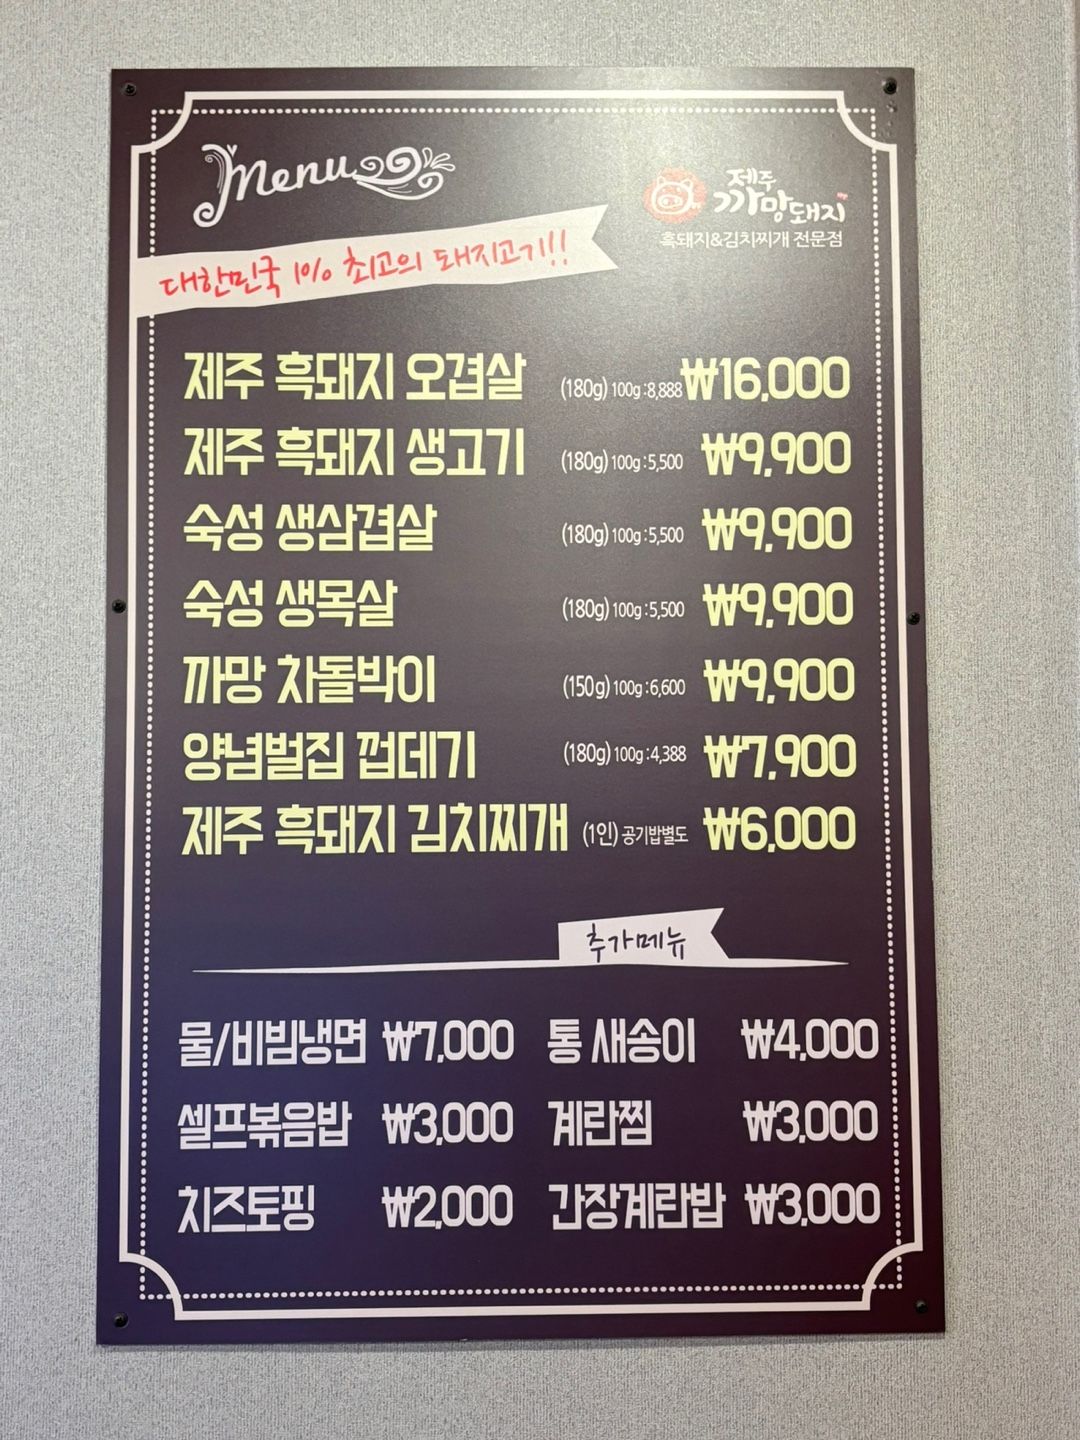 Menu
제주
까망돼지
흑돼지&김치찌개 전문점
대한민국 1% 최고의 돼지고기!!
제주 흑돼지 오겹살 (180g) 100g:8,888 ₩16,000
제주 흑돼지 생고기 (180g) 100g:5,500 ₩9,900
숙성 생삼겹살 (180g) 100g:5,500 ₩9,900
숙성 생목살 (180g) 100g:5,500 ₩9,900
까망 차돌박이 (150g) 100g:6,600 ₩9,900
양념벌집 껍데기 (180g) 100g:4,388 ₩7,900
제주 흑돼지 김치찌개 (1인) 공기밥별도 ₩6,000
추가메뉴
물/비빔냉면 ₩7,000 통 새송이 ₩4,000
셀프볶음밥 ₩3,000 계란찜 ₩3,000
치즈토핑 ₩2,000 간장계란밥 ₩3,000